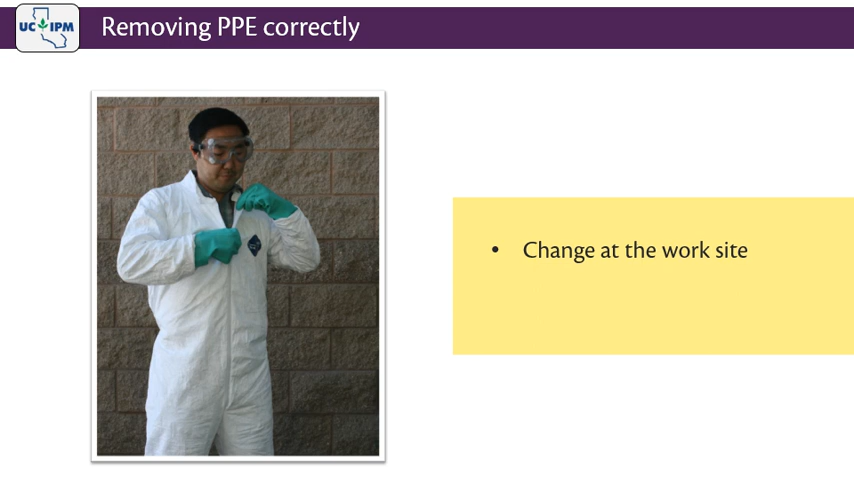 UC IPM
Removing PPE correctly
• Change at the work site